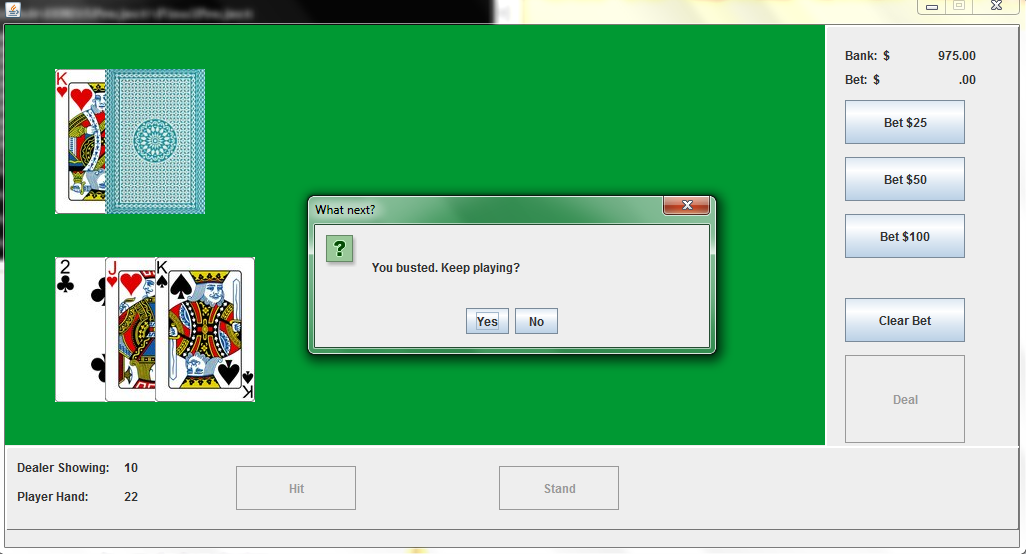 Bank: $ 975.00
Bet: $ .00
Bet $25
Bet $50
Bet $100
Clear Bet
Deal
K
2
J
K
K
What next?
?
You busted. Keep playing?
Yes
No
Dealer Showing: 10
Player Hand: 22
Hit
Stand